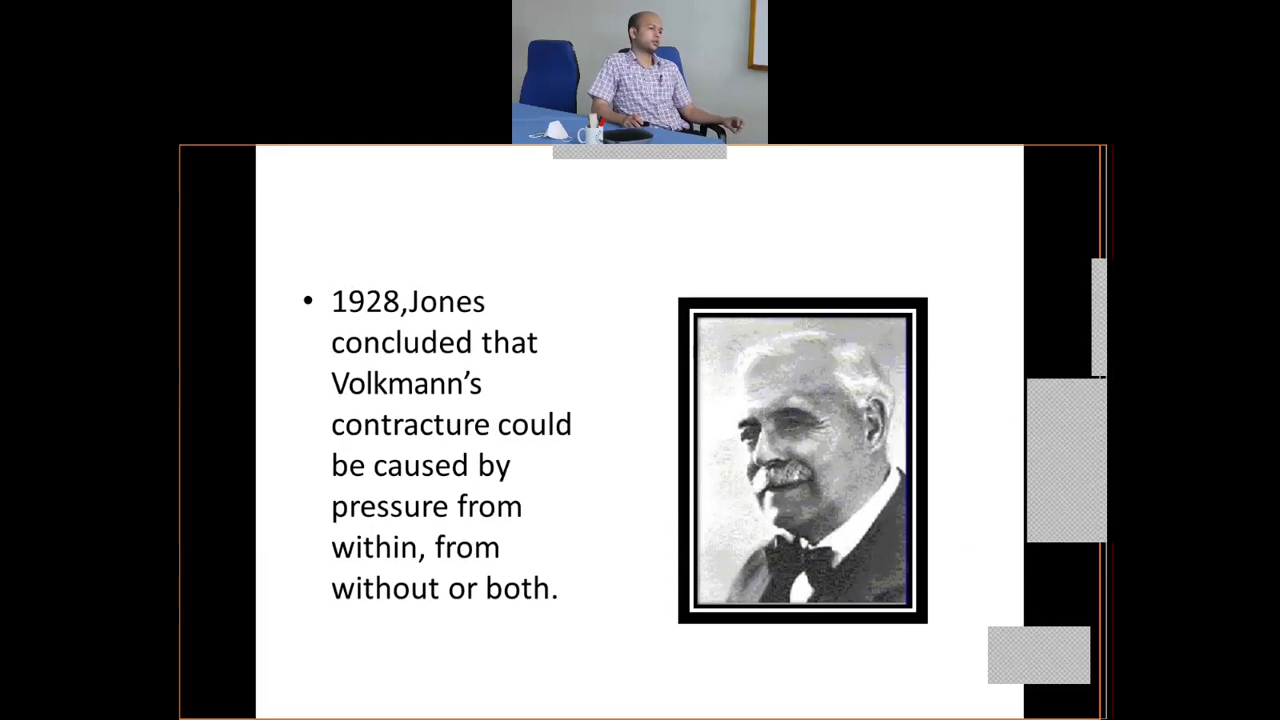 • 1928,Jones
concluded that
Volkmann’s
contracture could
be caused by
pressure from
within, from
without or both.